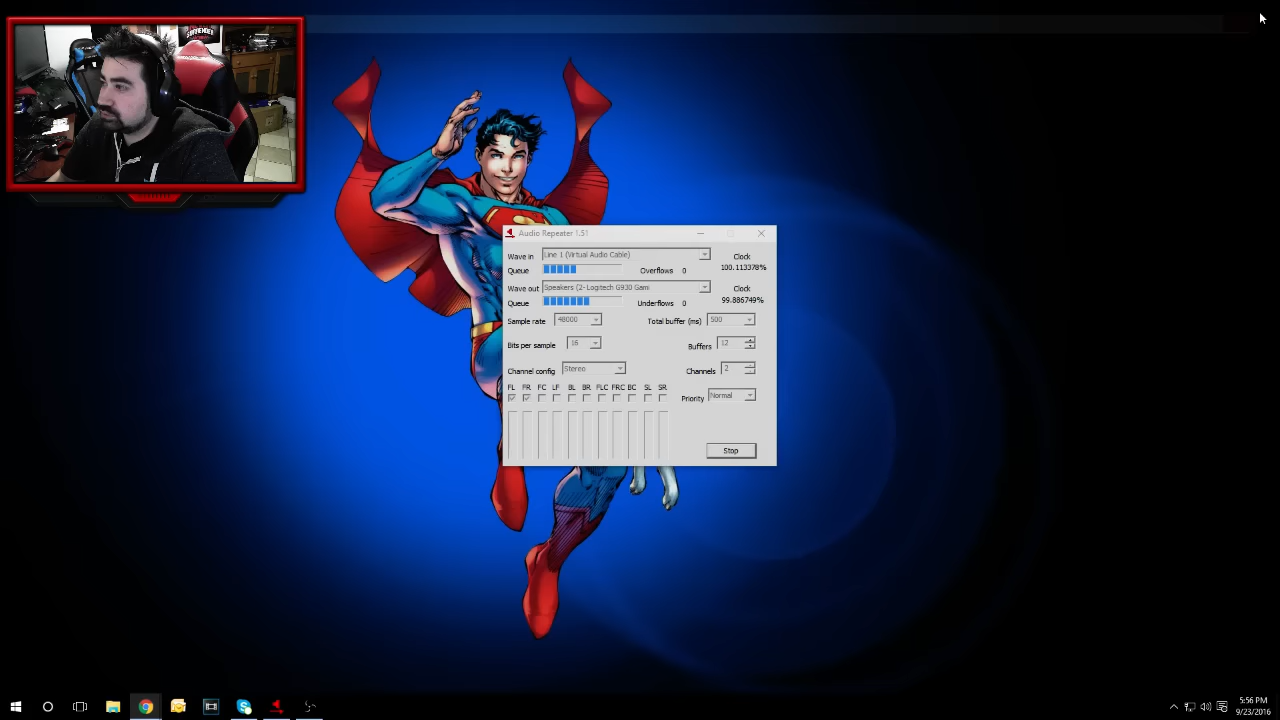 Audio Repeater 1.51
Wave in Line 1 (Virtual Audio Cable) Clock
Queue Overflows 0 100.113378%
Wave out Speakers (2- Logitech G930 Gami Clock
Queue Underflows 0 99.886749%
Sample rate 48000 Total buffer (ms) 500
Bits per sample 16 Buffers 12
Channel config Stereo Channels 2
FL FR FC LF BL BR FLC FRC BC SL SR
Priority Normal
Stop
5:56 PM
9/23/2016